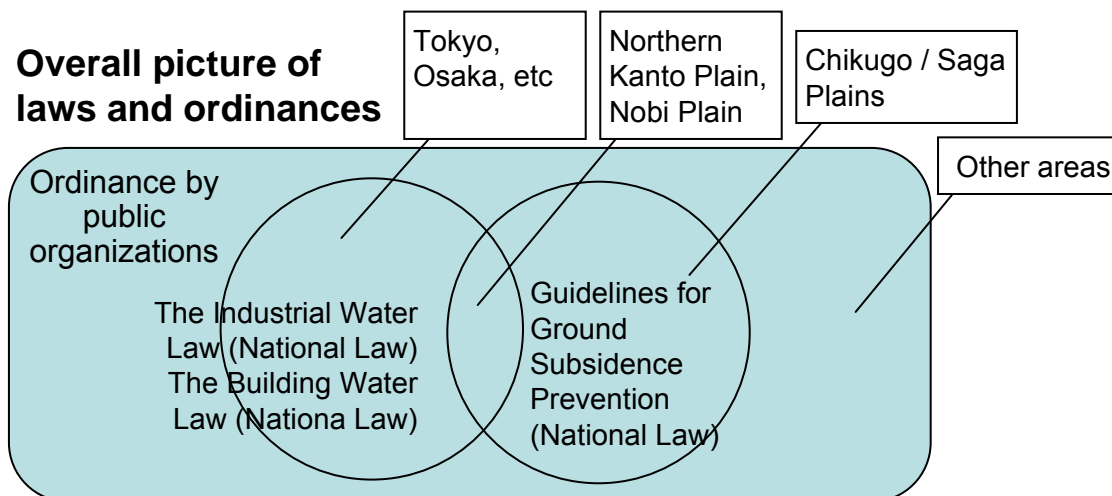 Overall picture of
laws and ordinances
Tokyo,
Osaka, etc
Northern
Kanto Plain,
Nobi Plain
Chikugo / Saga
Plains
Other areas
Ordinance by
public
organizations
The Industrial Water
Law (National Law)
The Building Water
Law (Nationa Law)
Guidelines for
Ground
Subsidence
Prevention
(National Law)